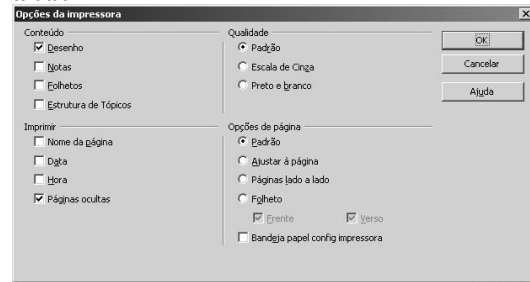 Opções da impressora
Conteúdo
Desenho
Notas
Folhetos
Estrutura de Tópicos
Qualidade
Padrão
Escala de Cinza
Preto e branco
OK
Cancelar
Ajuda
Imprimir
Nome da página
Data
Hora
Páginas ocultas
Opções de página
Padrão
Ajustar à página
Páginas lado a lado
Folheto
Frente Verso
Bandeja papel config impressora